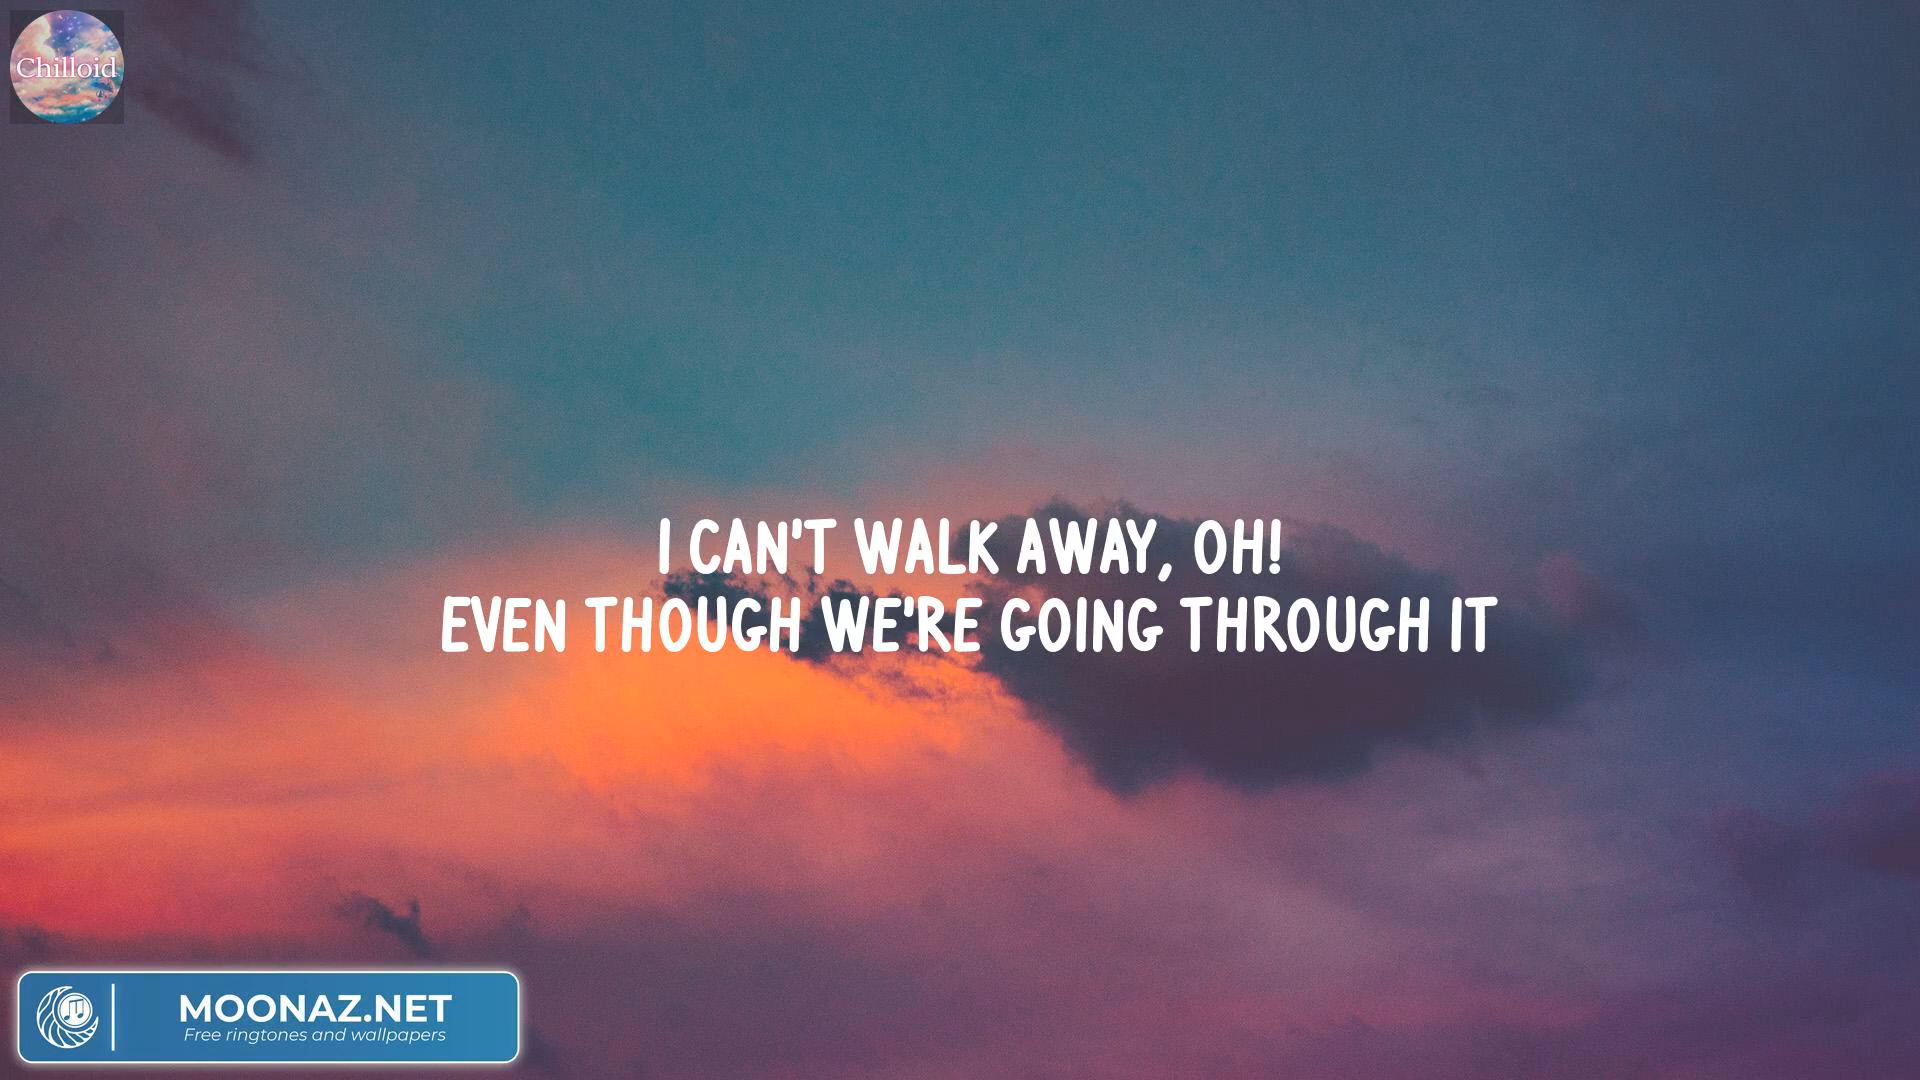 Chilloid
I CAN'T WALK AWAY, OH!
EVEN THOUGH WE'RE GOING THROUGH IT
MOONAZ.NET
Free ringtones and wallpapers